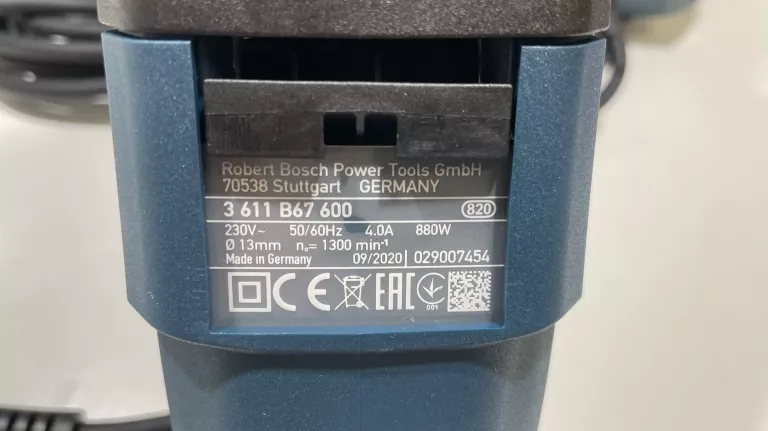 Robert Bosch Power Tools GmbH
70538 Stuttgart GERMANY
3 611 B67 600 820
230V~ 50/60Hz 4.0A 880W
Ø 13mm n₀= 1300 min⁻¹
Made in Germany 09/2020 | 029007454
CE EAC 001